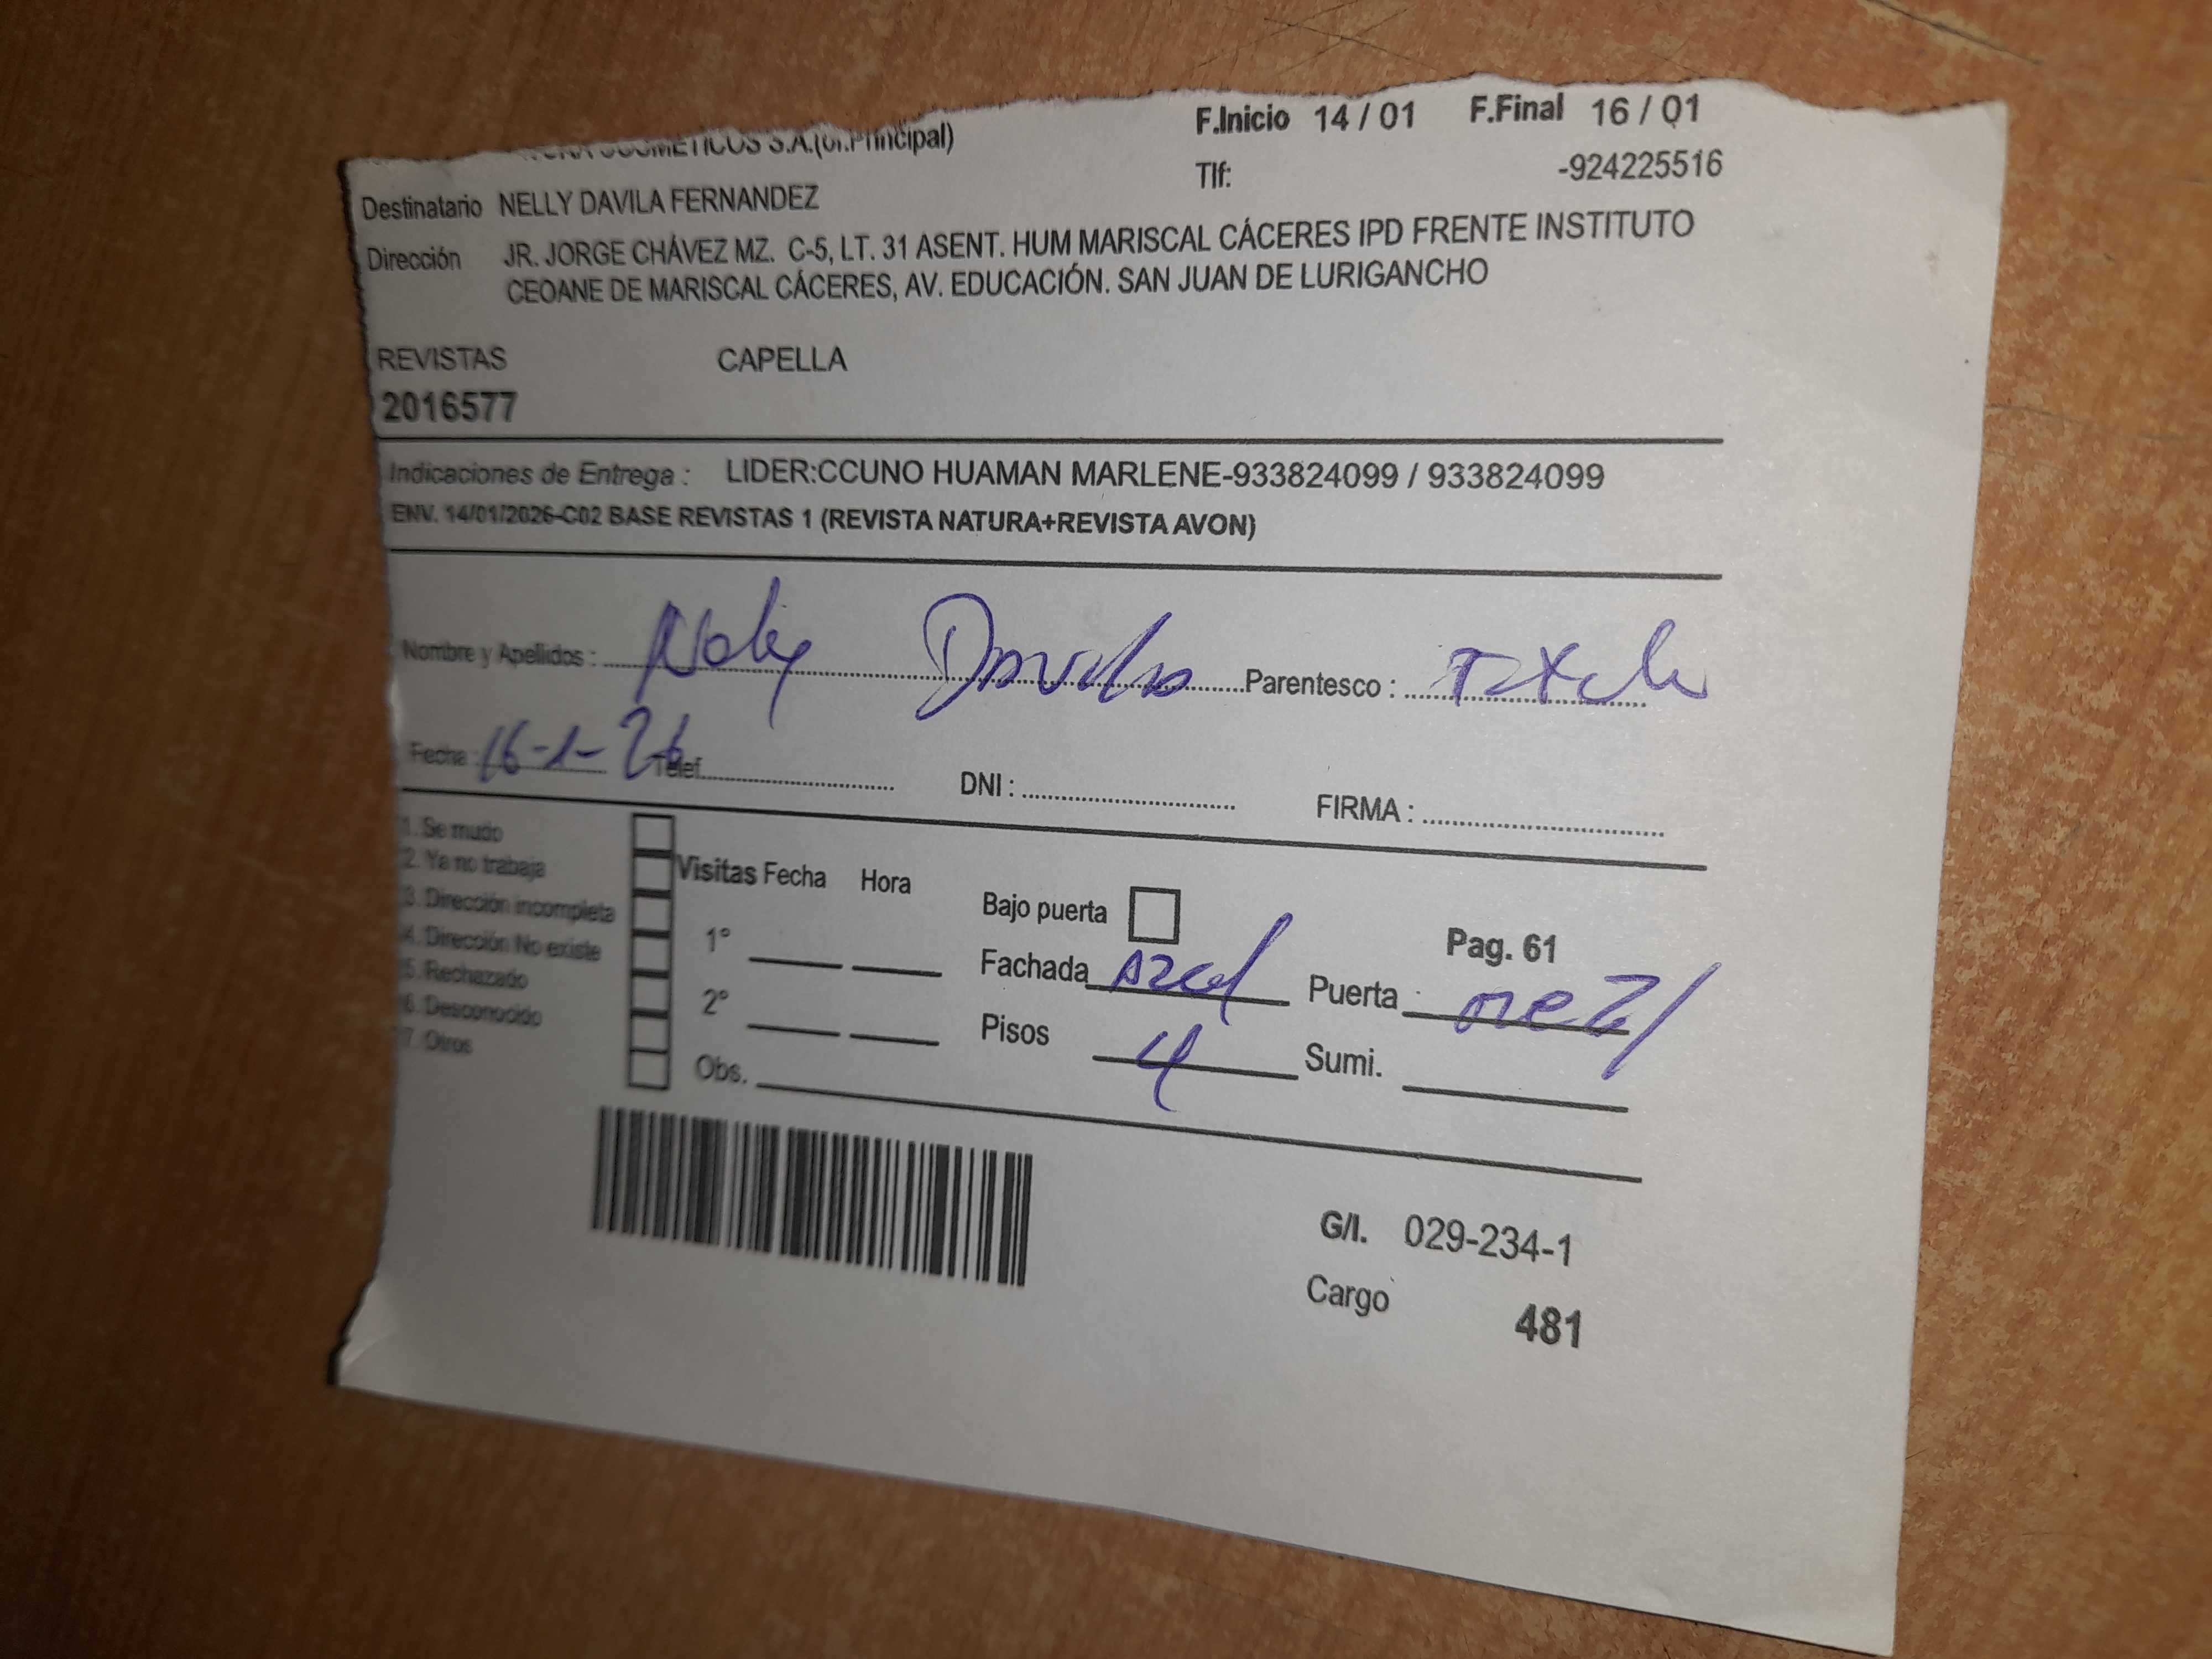 COSMETICOS S.A.(of.Principal) F.Inicio 14 / 01 F.Final 16 / 01
Tlf: -924225516
Destinatario NELLY DAVILA FERNANDEZ
Dirección JR. JORGE CHÁVEZ MZ. C-5, LT. 31 ASENT. HUM MARISCAL CÁCERES IPD FRENTE INSTITUTO
CEOANE DE MARISCAL CÁCERES, AV. EDUCACIÓN. SAN JUAN DE LURIGANCHO
REVISTAS CAPELLA
2016577
Indicaciones de Entrega : LIDER:CCUNO HUAMAN MARLENE-933824099 / 933824099
ENV. 14/01/2026-C02 BASE REVISTAS 1 (REVISTA NATURA+REVISTA AVON)
Nombre y Apellidos : Nely Davila Parentesco :
Fecha : 16-1-26 Telef. DNI : FIRMA :
1. Se mudo
2. Ya no trabaja
3. Dirección incompleta
4. Dirección No existe
5. Rechazado
6. Desconocido
7. Otros
Visitas Fecha Hora
1°
2°
Obs.
Bajo puerta
Fachada Azul
Pisos 4
Pag. 61
Puerta : metal
Sumi.
G/I. 029-234-1
Cargo 481